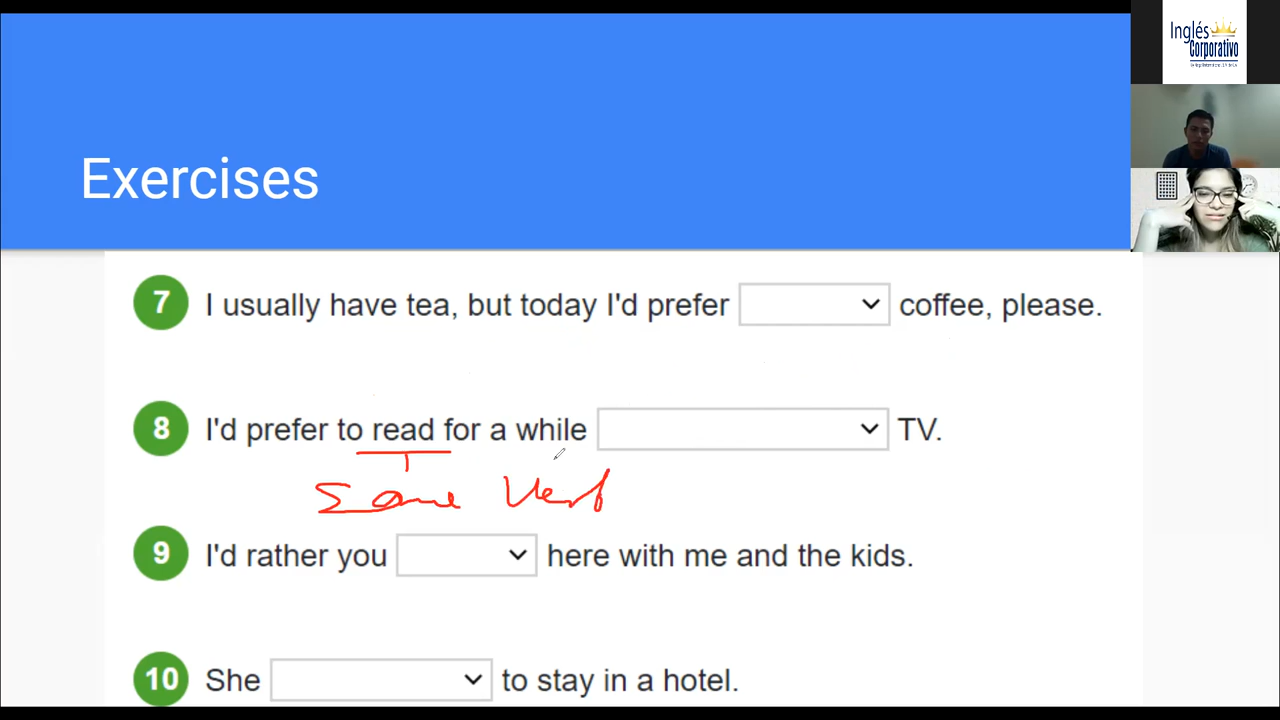 Inglés
Corporativo
Exercises
7 I usually have tea, but today I'd prefer coffee, please.
8 I'd prefer to read for a while TV.
Same Verb
9 I'd rather you here with me and the kids.
10 She to stay in a hotel.